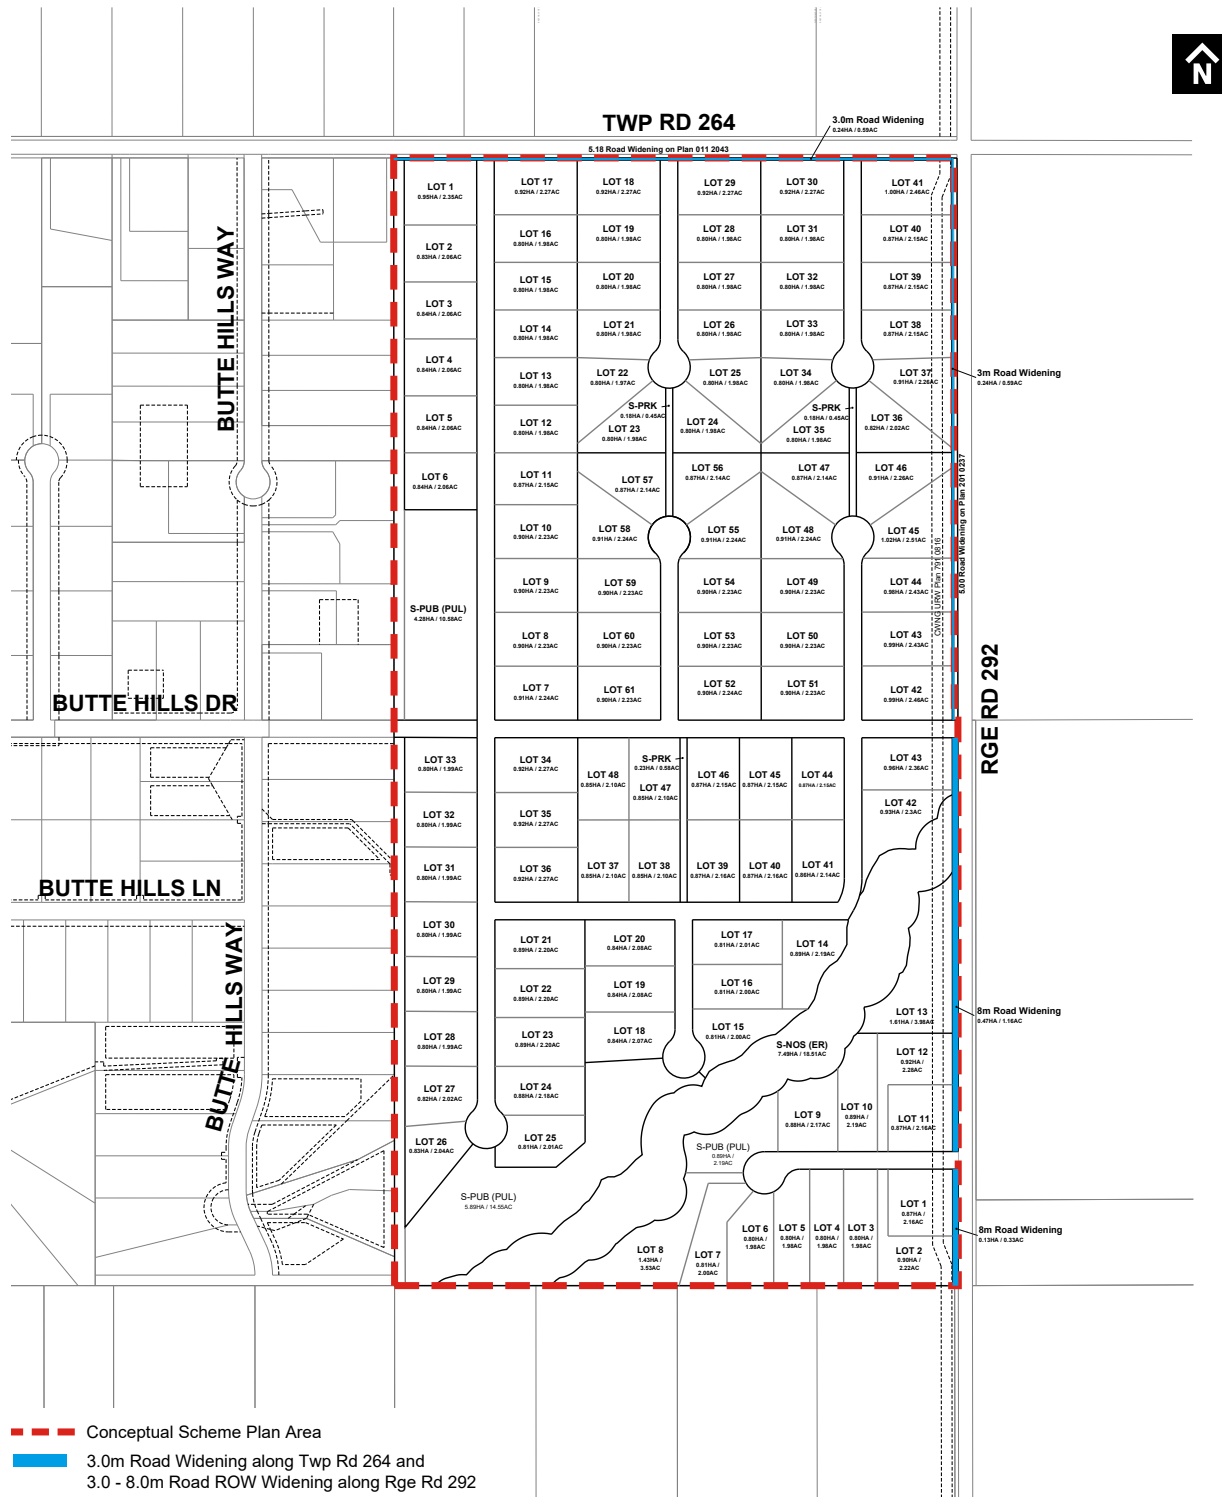 N
TWP RD 264
3.0m Road Widening
0.24HA / 0.59AC
5.18 Road Widening on Plan 011 2043
LOT 1
0.95HA / 2.35AC
LOT 17
0.92HA / 2.27AC
LOT 18
0.92HA / 2.27AC
LOT 29
0.92HA / 2.27AC
LOT 30
0.92HA / 2.27AC
LOT 41
1.00HA / 2.46AC
LOT 2
0.83HA / 2.06AC
LOT 16
0.80HA / 1.98AC
LOT 19
0.80HA / 1.98AC
LOT 28
0.80HA / 1.98AC
LOT 31
0.80HA / 1.98AC
LOT 40
0.87HA / 2.15AC
BUTTE HILLS WAY
LOT 3
0.84HA / 2.06AC
LOT 15
0.80HA / 1.98AC
LOT 20
0.80HA / 1.98AC
LOT 27
0.80HA / 1.98AC
LOT 32
0.80HA / 1.98AC
LOT 39
0.87HA / 2.15AC
LOT 14
0.80HA / 1.98AC
LOT 21
0.80HA / 1.98AC
LOT 26
0.80HA / 1.98AC
LOT 33
0.80HA / 1.98AC
LOT 38
0.87HA / 2.15AC
LOT 4
0.84HA / 2.06AC
LOT 13
0.80HA / 1.98AC
LOT 22
0.80HA / 1.97AC
LOT 25
0.80HA / 1.98AC
LOT 34
0.80HA / 1.98AC
LOT 37
0.91HA / 2.26AC
3m Road Widening
0.24HA / 0.59AC
LOT 5
0.84HA / 2.06AC
LOT 12
0.80HA / 1.98AC
S-PRK
0.18HA / 0.45AC
LOT 23
0.80HA / 1.98AC
LOT 24
0.80HA / 1.98AC
S-PRK
0.18HA / 0.45AC
LOT 35
0.80HA / 1.98AC
LOT 36
0.82HA / 2.02AC
LOT 6
0.84HA / 2.06AC
LOT 11
0.87HA / 2.15AC
LOT 57
0.87HA / 2.14AC
LOT 56
0.87HA / 2.14AC
LOT 47
0.87HA / 2.14AC
LOT 46
0.91HA / 2.26AC
5.00 Road Widening on Plan 201 0237
LOT 10
0.90HA / 2.23AC
LOT 58
0.91HA / 2.24AC
LOT 55
0.91HA / 2.24AC
LOT 48
0.91HA / 2.24AC
LOT 45
1.02HA / 2.51AC
CWNG URW Plan 791 0816
S-PUB (PUL)
4.28HA / 10.58AC
LOT 9
0.90HA / 2.23AC
LOT 59
0.90HA / 2.23AC
LOT 54
0.90HA / 2.23AC
LOT 49
0.90HA / 2.23AC
LOT 44
0.98HA / 2.43AC
LOT 8
0.90HA / 2.23AC
LOT 60
0.90HA / 2.23AC
LOT 53
0.90HA / 2.23AC
LOT 50
0.90HA / 2.23AC
LOT 43
0.99HA / 2.43AC
LOT 7
0.91HA / 2.24AC
LOT 61
0.90HA / 2.23AC
LOT 52
0.90HA / 2.24AC
LOT 51
0.90HA / 2.23AC
LOT 42
0.99HA / 2.46AC
RGE RD 292
BUTTE HILLS DR
LOT 33
0.80HA / 1.99AC
LOT 34
0.92HA / 2.27AC
LOT 48
0.85HA / 2.10AC
S-PRK
0.23HA / 0.58AC
LOT 47
0.85HA / 2.10AC
LOT 46
0.87HA / 2.15AC
LOT 45
0.87HA / 2.15AC
LOT 44
0.87HA / 2.15AC
LOT 43
0.96HA / 2.36AC
LOT 32
0.80HA / 1.99AC
LOT 35
0.92HA / 2.27AC
LOT 42
0.93HA / 2.3AC
LOT 31
0.80HA / 1.99AC
LOT 36
0.92HA / 2.27AC
LOT 37
0.85HA / 2.10AC
LOT 38
0.85HA / 2.10AC
LOT 39
0.87HA / 2.16AC
LOT 40
0.87HA / 2.16AC
LOT 41
0.86HA / 2.14AC
BUTTE HILLS LN
BUTTE HILLS WAY
LOT 30
0.80HA / 1.99AC
LOT 21
0.89HA / 2.20AC
LOT 20
0.84HA / 2.08AC
LOT 17
0.81HA / 2.01AC
LOT 14
0.89HA / 2.19AC
LOT 29
0.80HA / 1.99AC
LOT 22
0.89HA / 2.20AC
LOT 19
0.84HA / 2.08AC
LOT 16
0.81HA / 2.00AC
LOT 13
1.61HA / 3.98AC
8m Road Widening
0.47HA / 1.16AC
LOT 28
0.80HA / 1.99AC
LOT 23
0.89HA / 2.20AC
LOT 18
0.84HA / 2.07AC
LOT 15
0.81HA / 2.00AC
S-NOS (ER)
7.49HA / 18.51AC
LOT 12
0.92HA /
2.28AC
LOT 27
0.82HA / 2.02AC
LOT 24
0.88HA / 2.18AC
LOT 9
0.88HA / 2.17AC
LOT 10
0.89HA /
2.19AC
LOT 11
0.87HA / 2.16AC
LOT 26
0.83HA / 2.04AC
LOT 25
0.81HA / 2.01AC
S-PUB (PUL)
0.89HA /
2.19AC
S-PUB (PUL)
5.89HA / 14.55AC
LOT 1
0.87HA /
2.16AC
LOT 8
1.43HA /
3.53AC
LOT 7
0.81HA /
2.00AC
LOT 6
0.80HA /
1.98AC
LOT 5
0.80HA /
1.98AC
LOT 4
0.80HA /
1.98AC
LOT 3
0.80HA /
1.98AC
LOT 2
0.90HA /
2.22AC
8m Road Widening
0.13HA / 0.33AC
Conceptual Scheme Plan Area
3.0m Road Widening along Twp Rd 264 and
3.0 - 8.0m Road ROW Widening along Rge Rd 292